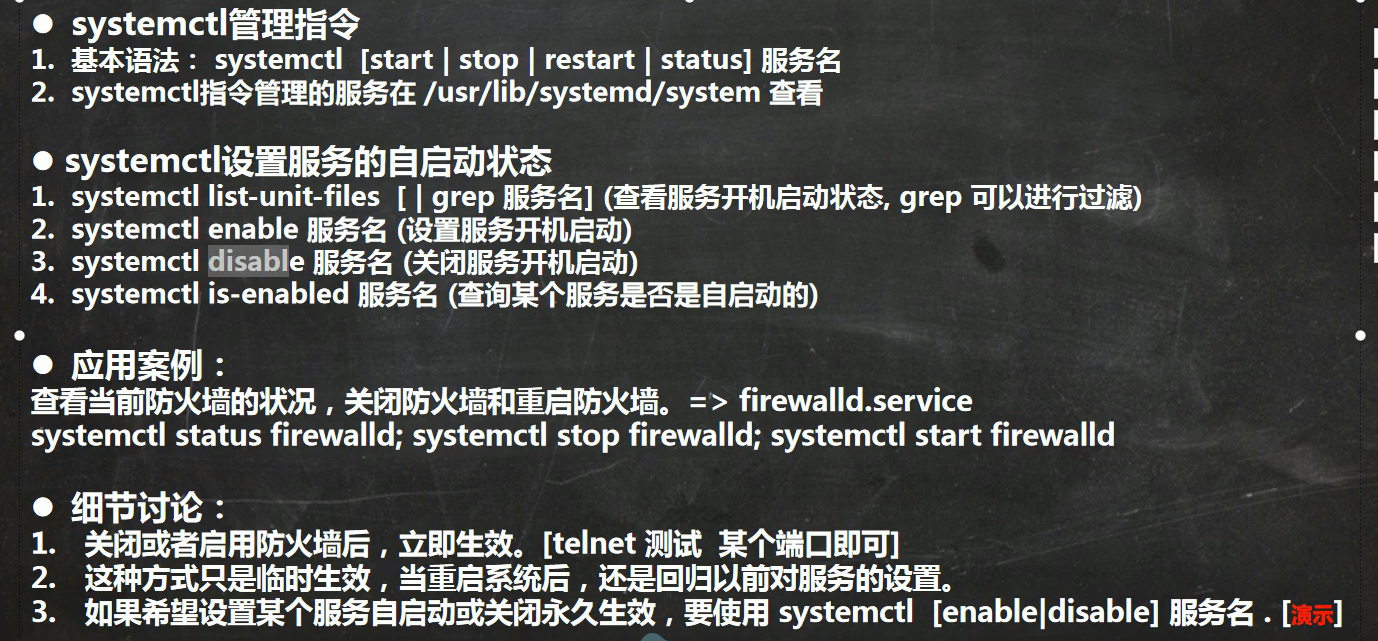 ● systemctl管理指令
1. 基本语法： systemctl [start | stop | restart | status] 服务名
2. systemctl指令管理的服务在 /usr/lib/systemd/system 查看
● systemctl设置服务的自启动状态
1. systemctl list-unit-files [ | grep 服务名] (查看服务开机启动状态, grep 可以进行过滤)
2. systemctl enable 服务名 (设置服务开机启动)
3. systemctl disable 服务名 (关闭服务开机启动)
4. systemctl is-enabled 服务名 (查询某个服务是否是自启动的)
● 应用案例：
查看当前防火墙的状况，关闭防火墙和重启防火墙。=> firewalld.service
systemctl status firewalld; systemctl stop firewalld; systemctl start firewalld
● 细节讨论：
1. 关闭或者启用防火墙后，立即生效。[telnet 测试 某个端口即可]
2. 这种方式只是临时生效，当重启系统后，还是回归以前对服务的设置。
3. 如果希望设置某个服务自启动或关闭永久生效，要使用 systemctl [enable|disable] 服务名 . [演示]